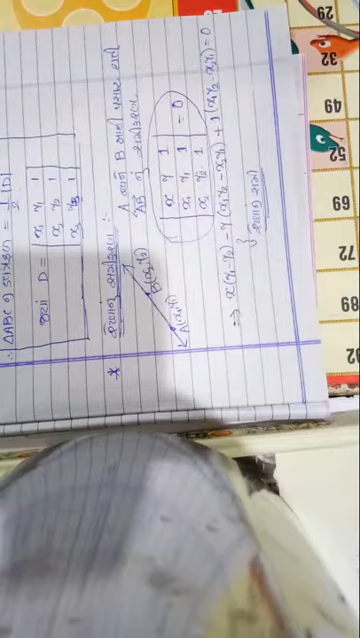 ∴ ΔABC નું ક્ષેત્રફળ = 1/2 |D|
જ્યાં D = | x₁ y₁ 1 |
| x₂ y₂ 1 |
| x₃ y₃ 1 |
* રેખાનું સમીકરણ :
A(x₁,y₁) B(x₂,y₂)
A અને B માંથી પસાર થતી
AB નું સમીકરણ
| x y 1 |
| x₁ y₁ 1 | = 0
| x₂ y₂ 1 |
⇒ x(y₁-y₂) - y(x₁-x₂) + 1(x₁y₂-x₂y₁) = 0
29
32
49
52
69
72
89